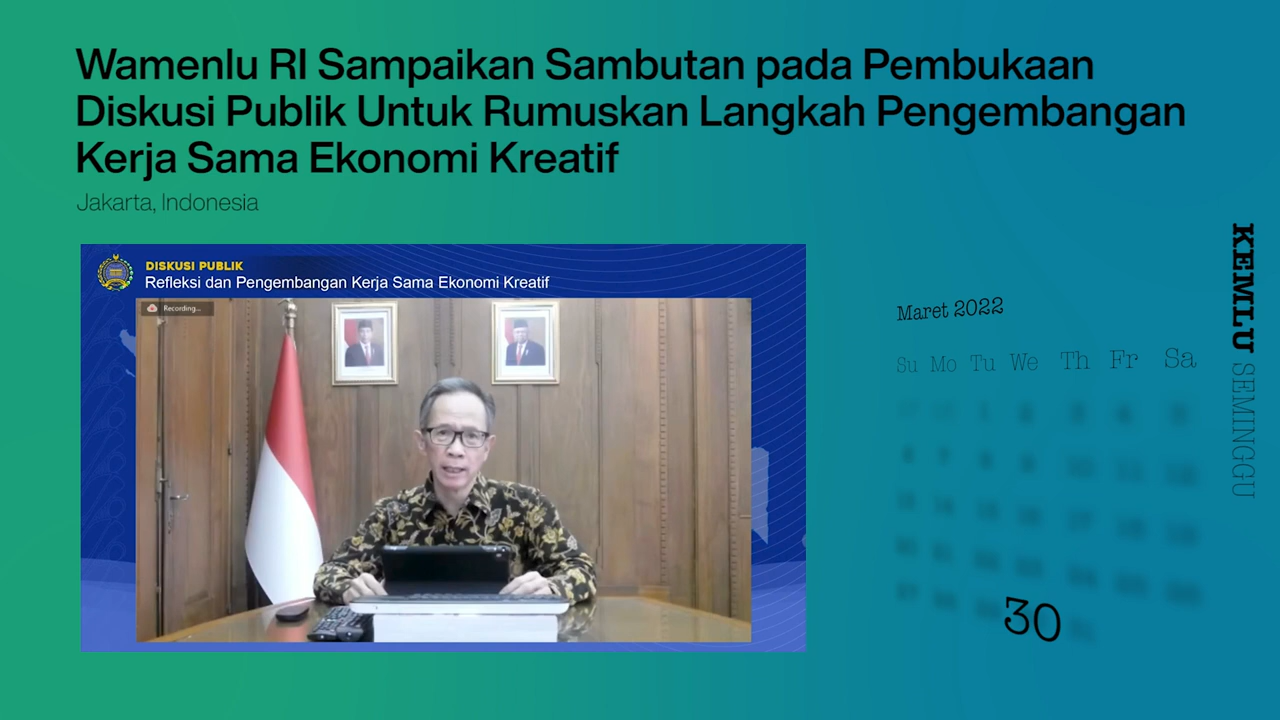 Wamenlu RI Sampaikan Sambutan pada Pembukaan
Diskusi Publik Untuk Rumuskan Langkah Pengembangan
Kerja Sama Ekonomi Kreatif
Jakarta, Indonesia
DISKUSI PUBLIK
Refleksi dan Pengembangan Kerja Sama Ekonomi Kreatif
Recording...
Maret 2022
Su Mo Tu We Th Fr Sa
30
KEMLU SEMINGGU